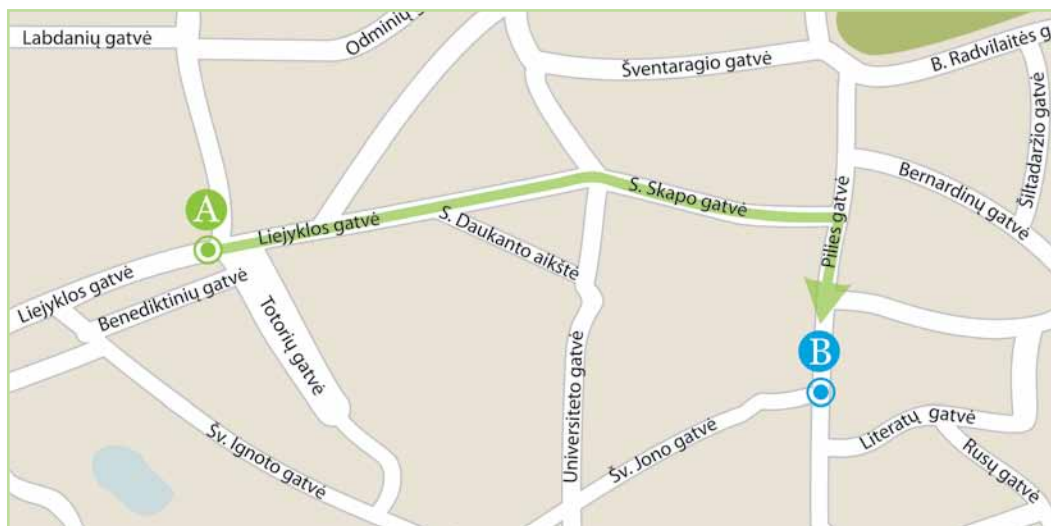 Labdanių gatvė
Odminių g
Šventaragio gatvė
B. Radvilaitės g
Šiltadaržio gatvė
Bernardinų gatvė
S. Skapo gatvė
Pilies gatvė
A
Liejyklos gatvė
S. Daukanto aikštė
Liejyklos gatvė
Benediktinių gatvė
Totorių gatvė
Universiteto gatvė
B
Šv. Jono gatvė
Literatų gatvė
Rusų gatvė
Šv. Ignoto gatvė